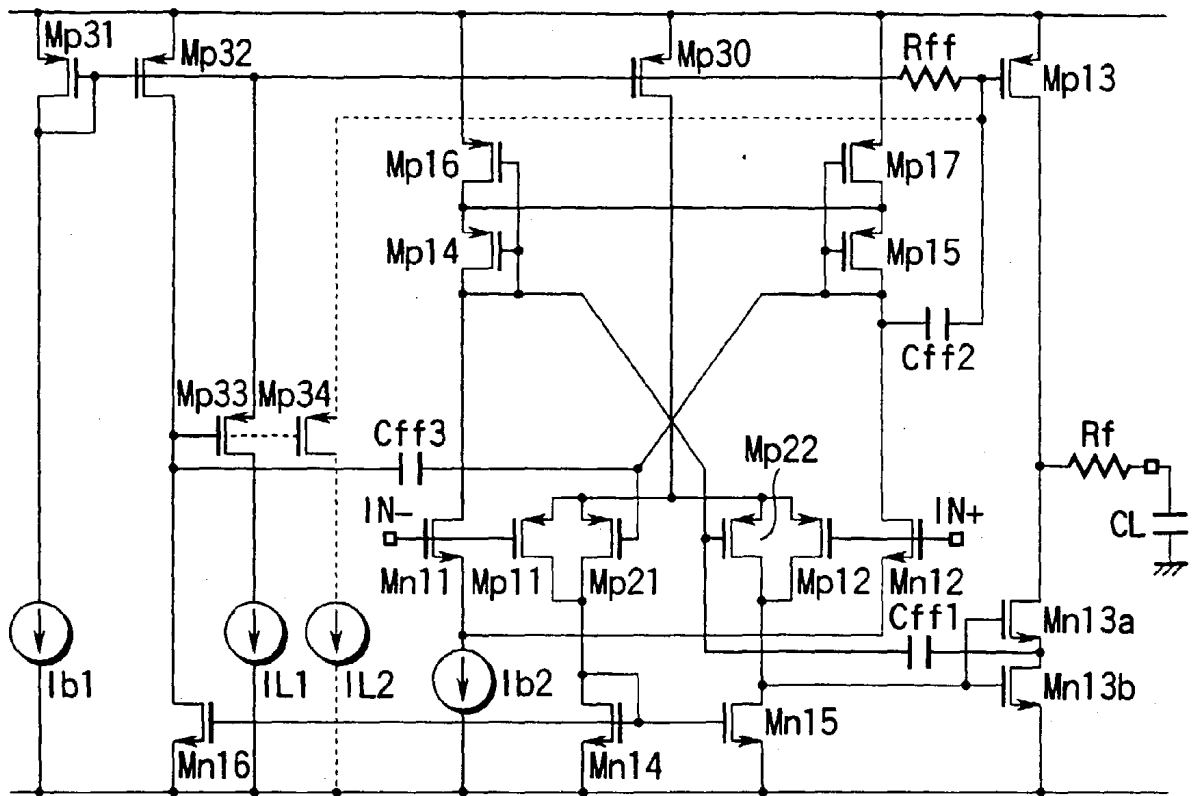 Mp31
Mp32
Mp30
Rff
Mp13
Mp16
Mp17
Mp14
Mp15
Cff2
Mp33
Mp34
Cff3
Mp22
Rf
IN-
IN+
CL
Mn11
Mp11
Mp21
Mp12
Mn12
Cff1
Mn13a
Ib1
IL1
IL2
Ib2
Mn13b
Mn15
Mn16
Mn14